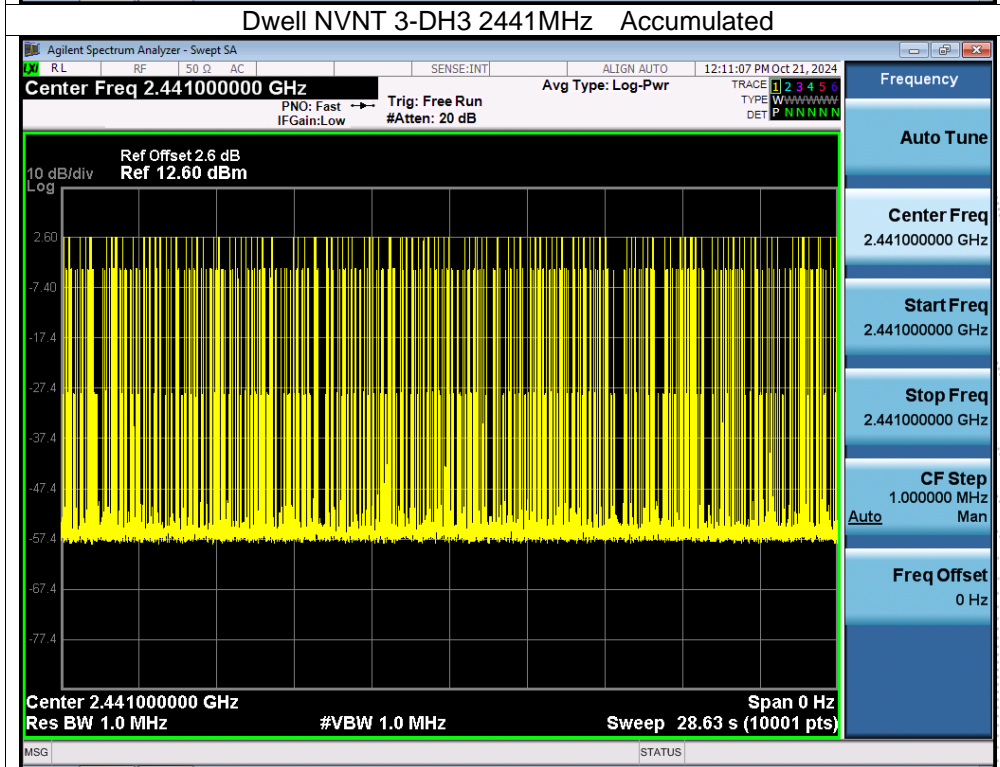 Dwell NVNT 3-DH3 2441MHz Accumulated
Agilent Spectrum Analyzer - Swept SA
LXI RL RF 50 Ω AC SENSE:INT ALIGN AUTO 12:11:07 PM Oct 21, 2024
Center Freq 2.441000000 GHz
PNO: Fast
IFGain:Low
Trig: Free Run
#Atten: 20 dB
Avg Type: Log-Pwr
TRACE 1 2 3 4 5 6
TYPE WWWWWWW
DET P N N N N N
Ref Offset 2.6 dB
10 dB/div Ref 12.60 dBm
Log
2.60
-7.40
-17.4
-27.4
-37.4
-47.4
-57.4
-67.4
-77.4
Center 2.441000000 GHz Span 0 Hz
Res BW 1.0 MHz #VBW 1.0 MHz Sweep 28.63 s (10001 pts)
MSG STATUS
Frequency
Auto Tune
Center Freq
2.441000000 GHz
Start Freq
2.441000000 GHz
Stop Freq
2.441000000 GHz
CF Step
1.000000 MHz
Auto Man
Freq Offset
0 Hz